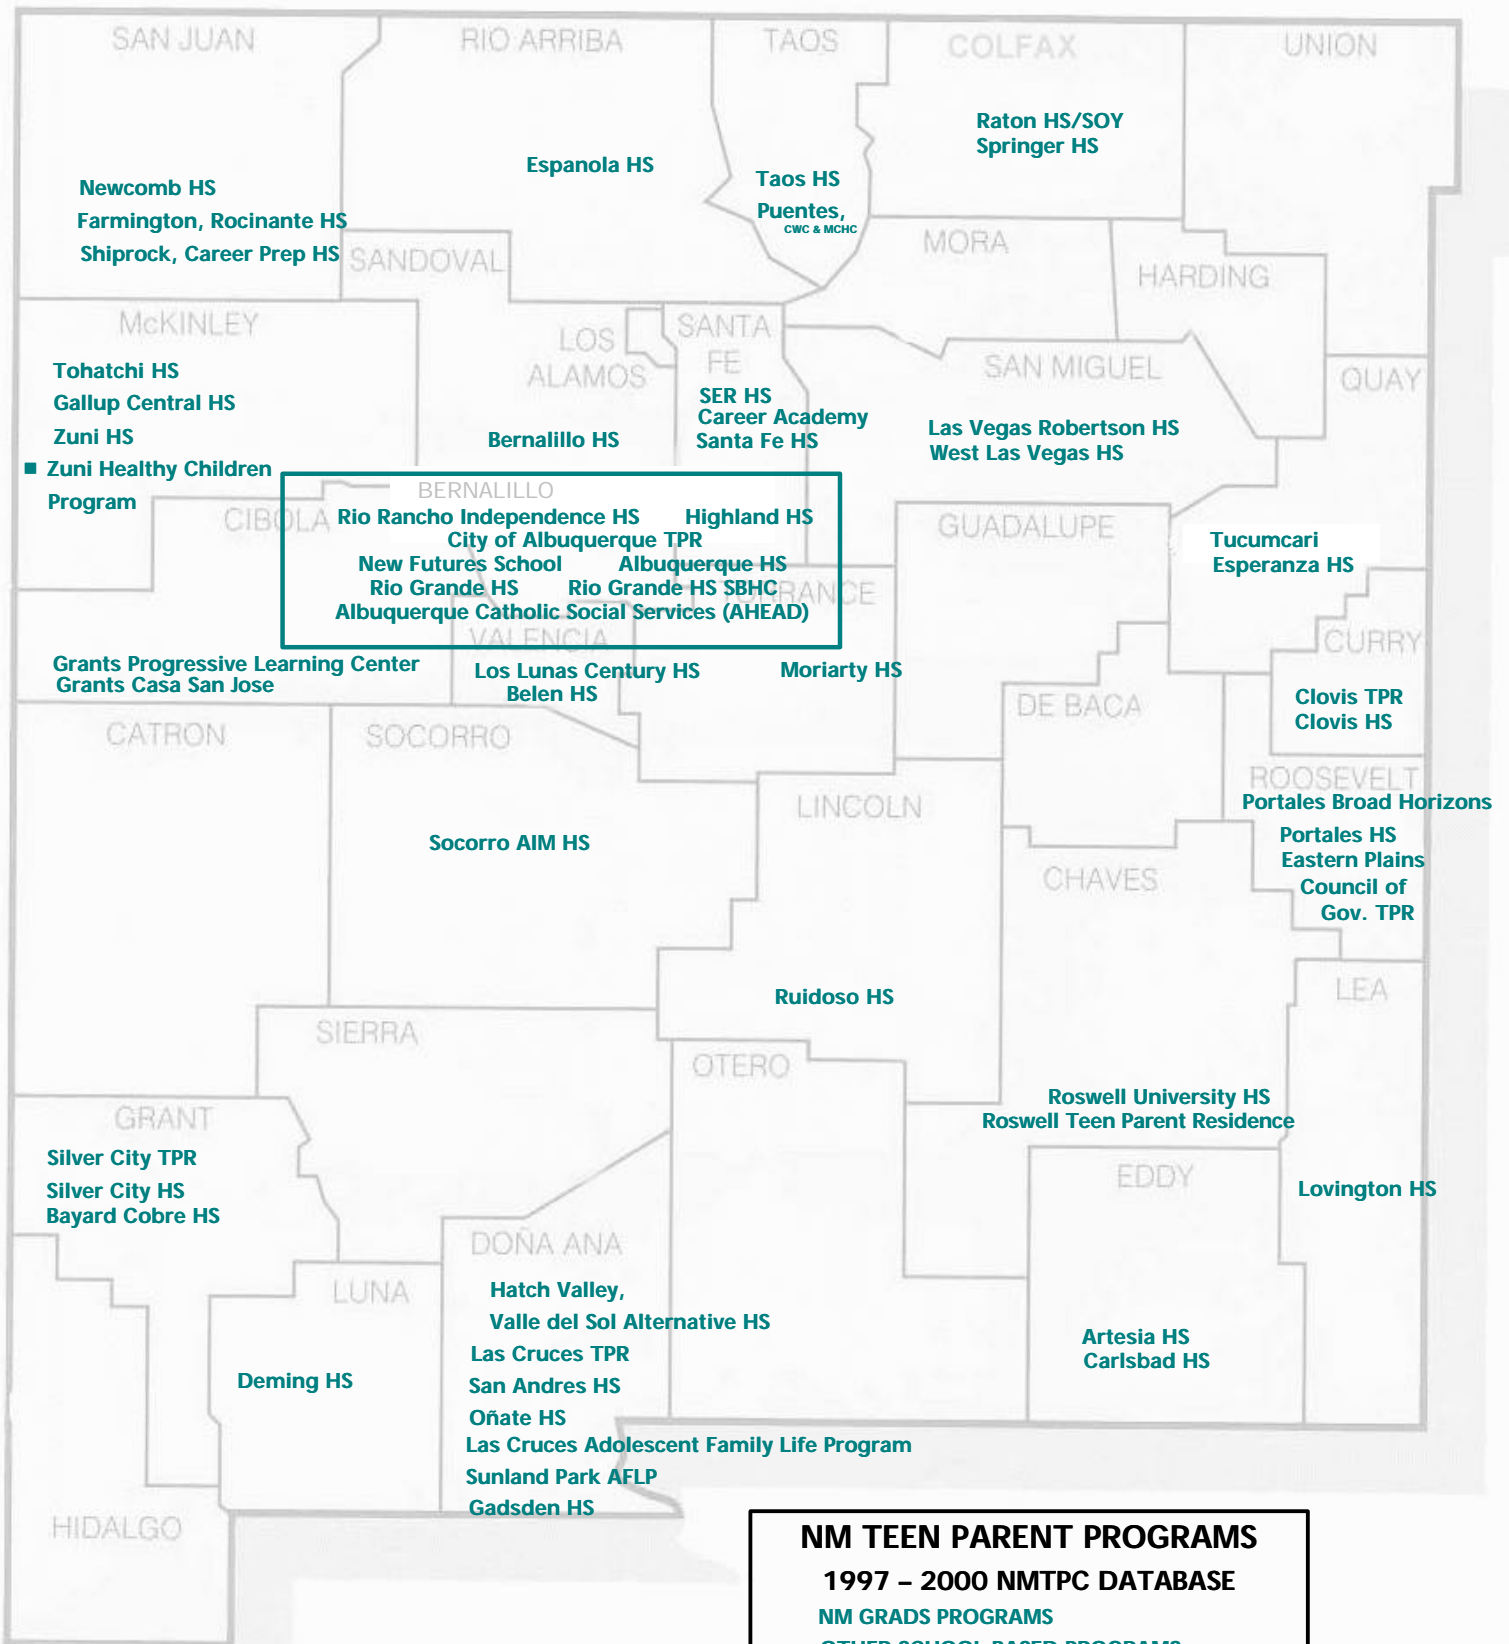 SAN JUAN
RIO ARRIBA
TAOS
COLFAX
UNION
Raton HS/SOY
Springer HS
Espanola HS
Taos HS
Puentes,
CWC & MCHC
Newcomb HS
Farmington, Rocinante HS
Shiprock, Career Prep HS
SANDOVAL
MORA
HARDING
McKINLEY
LOS
ALAMOS
SANTA
FE
SAN MIGUEL
QUAY
Tohatchi HS
Gallup Central HS
Zuni HS
■ Zuni Healthy Children
Program
Bernalillo HS
SER HS
Career Academy
Santa Fe HS
Las Vegas Robertson HS
West Las Vegas HS
CIBOLA
BERNALILLO
Rio Rancho Independence HS Highland HS
City of Albuquerque TPR
New Futures School Albuquerque HS
Rio Grande HS Rio Grande HS SBHC
Albuquerque Catholic Social Services (AHEAD)
TORRANCE
VALENCIA
GUADALUPE
Tucumcari
Esperanza HS
CURRY
Grants Progressive Learning Center
Grants Casa San Jose
Los Lunas Century HS
Belen HS
Moriarty HS
Clovis TPR
Clovis HS
CATRON
SOCORRO
DE BACA
ROOSEVELT
Portales Broad Horizons
Portales HS
Eastern Plains
Council of
Gov. TPR
LINCOLN
Socorro AIM HS
CHAVES
Ruidoso HS
LEA
SIERRA
OTERO
Roswell University HS
Roswell Teen Parent Residence
GRANT
Silver City TPR
Silver City HS
Bayard Cobre HS
EDDY
Lovington HS
DOÑA ANA
LUNA
Hatch Valley,
Valle del Sol Alternative HS
Las Cruces TPR
San Andres HS
Oñate HS
Las Cruces Adolescent Family Life Program
Sunland Park AFLP
Gadsden HS
Deming HS
Artesia HS
Carlsbad HS
HIDALGO
NM TEEN PARENT PROGRAMS
1997 – 2000 NMTPC DATABASE
NM GRADS PROGRAMS
OTHER SCHOOL BASED PROGRAMS